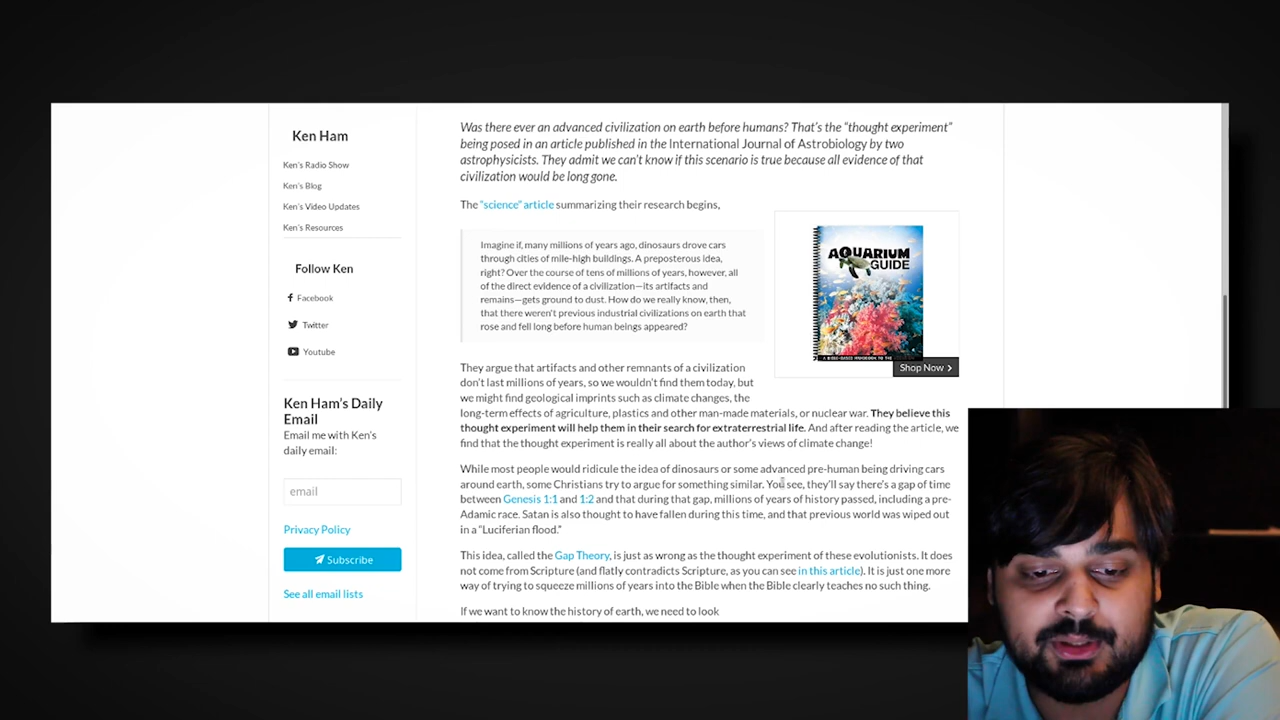 Ken Ham
Ken's Radio Show
Ken's Blog
Ken's Video Updates
Ken's Resources
Follow Ken
Facebook
Twitter
Youtube
Ken Ham's Daily
Email
Email me with Ken's
daily email:
email
Privacy Policy
Subscribe
See all email lists
Was there ever an advanced civilization on earth before humans? That's the “thought experiment”
being posed in an article published in the International Journal of Astrobiology by two
astrophysicists. They admit we can't know if this scenario is true because all evidence of that
civilization would be long gone.
The “science” article summarizing their research begins,
Imagine if, many millions of years ago, dinosaurs drove cars
through cities of mile-high buildings. A preposterous idea,
right? Over the course of tens of millions of years, however, all
of the direct evidence of a civilization—its artifacts and
remains—gets ground to dust. How do we really know, then,
that there weren't previous industrial civilizations on earth that
rose and fell long before human beings appeared?
AQUARIUM
GUIDE
Shop Now
They argue that artifacts and other remnants of a civilization
don't last millions of years, so we wouldn't find them today, but
we might find geological imprints such as climate changes, the
long-term effects of agriculture, plastics and other man-made materials, or nuclear war. They believe this
thought experiment will help them in their search for extraterrestrial life. And after reading the article, we
find that the thought experiment is really all about the author's views of climate change!
While most people would ridicule the idea of dinosaurs or some advanced pre-human being driving cars
around earth, some Christians try to argue for something similar. You see, they'll say there's a gap of time
between Genesis 1:1 and 1:2 and that during that gap, millions of years of history passed, including a pre-
Adamic race. Satan is also thought to have fallen during this time, and that previous world was wiped out
in a “Luciferian flood.”
This idea, called the Gap Theory, is just as wrong as the thought experiment of these evolutionists. It does
not come from Scripture (and flatly contradicts Scripture, as you can see in this article). It is just one more
way of trying to squeeze millions of years into the Bible when the Bible clearly teaches no such thing.
If we want to know the history of earth, we need to look